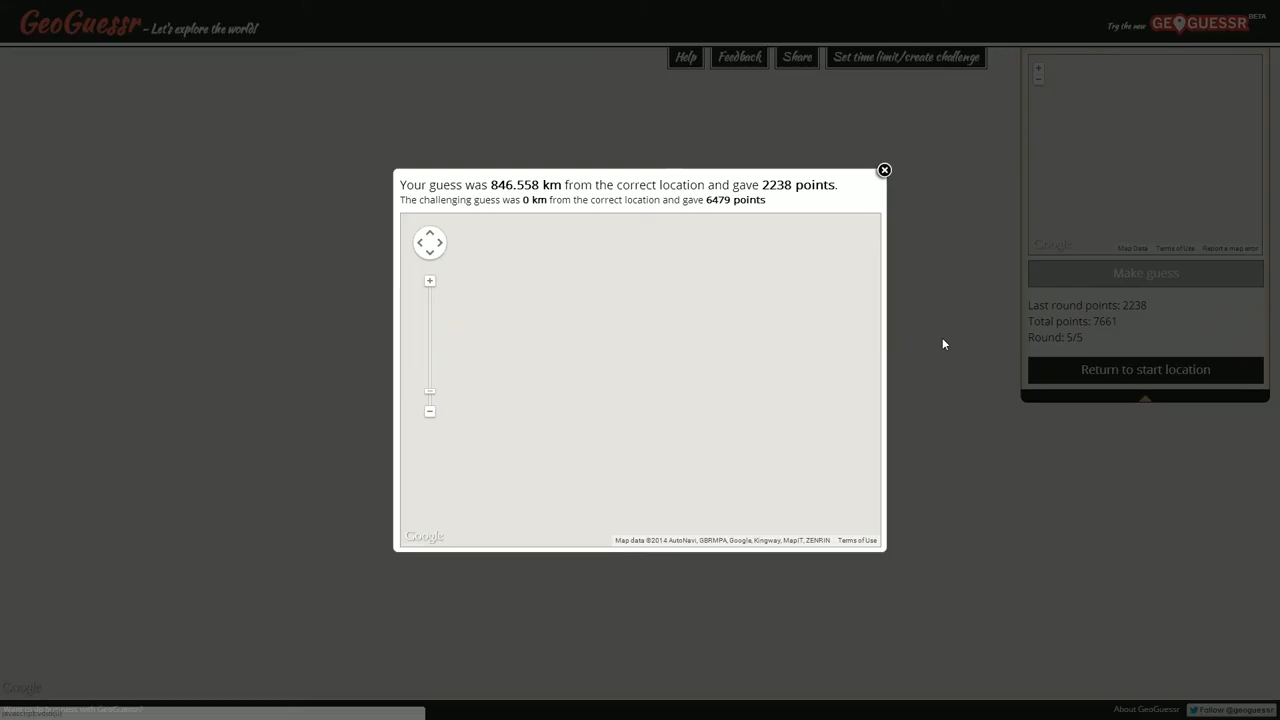 GeoGuessr - Let's explore the world!
Try the new GEOGUESSR BETA
Help Feedback Share Set time limit/create challenge
Google Map Data Terms of Use Report a map error
Your guess was 846.558 km from the correct location and gave 2238 points.
The challenging guess was 0 km from the correct location and gave 6479 points
Make guess
Last round points: 2238
Total points: 7661
Round: 5/5
Return to start location
Google Map data ©2014 AutoNavi, GBRMPA, Google, Kingway, MapIT, ZENRIN Terms of Use
Google
About GeoGuessr Follow @geoguessr